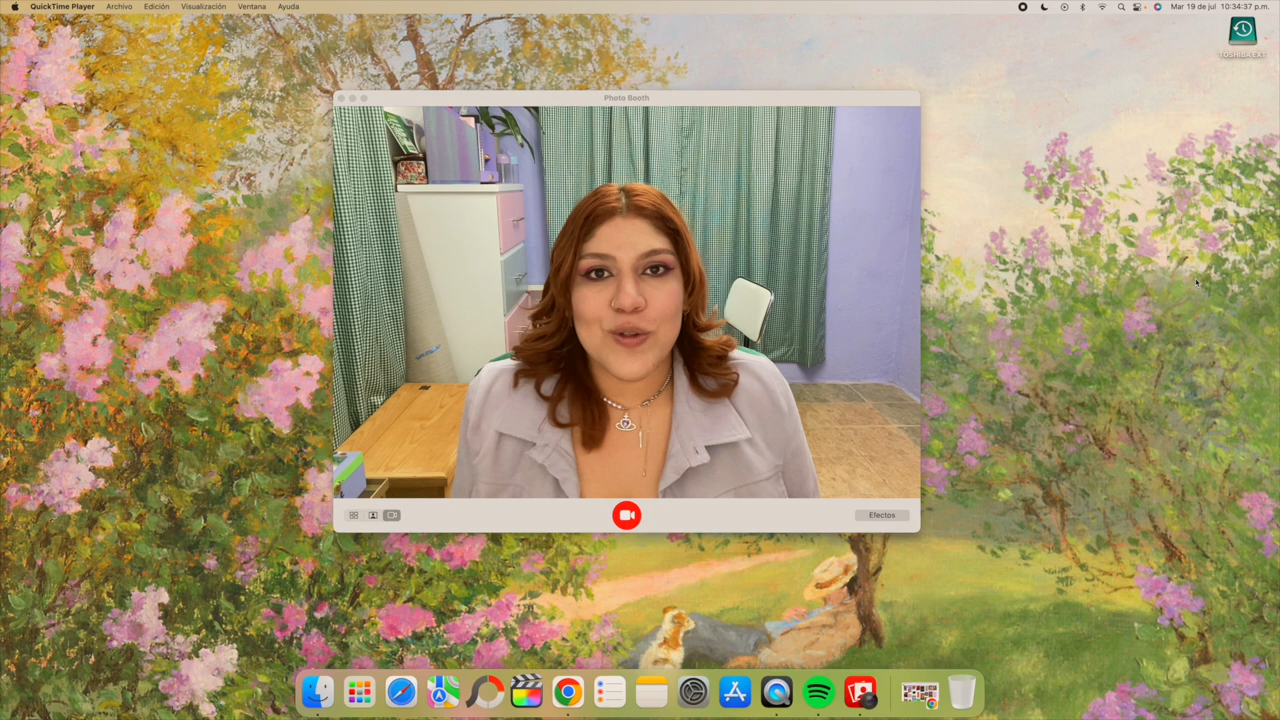 QuickTime Player Archivo Edición Visualización Ventana Ayuda Mar 19 de jul 10:34:37 p.m.
TOSHIBA EXT
Photo Booth
Efectos